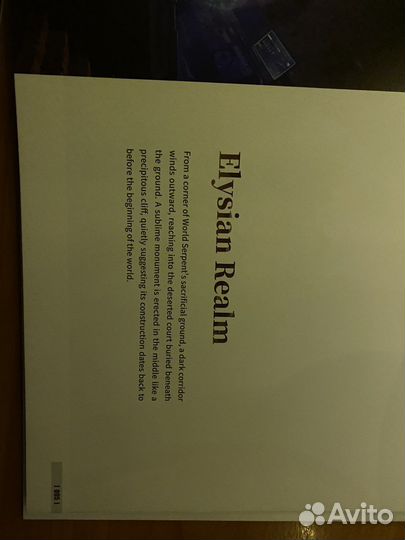 Elysian Realm
From a corner of World Serpent's sacrificial ground, a dark corridor
winds outward, reaching into the deserted court buried beneath
the ground. A sublime monument is erected in the middle like a
precipitous cliff, quietly suggesting its construction dates back to
before the beginning of the world.
[ 005 ]
Avito